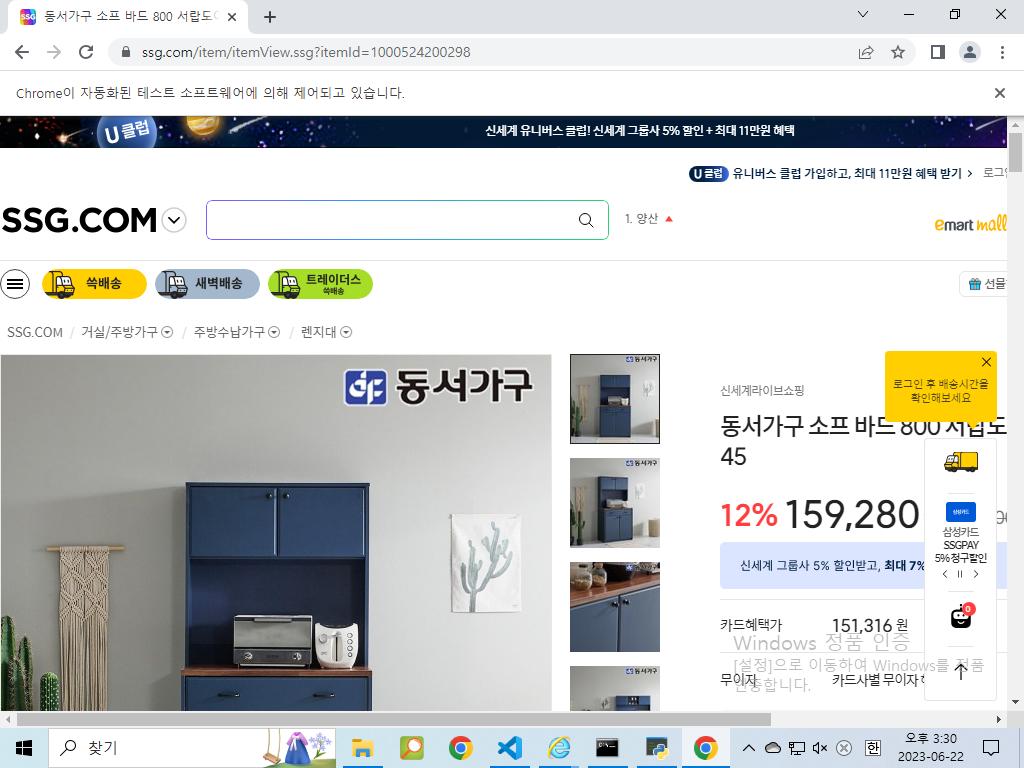 동서가구 소프 바드 800 서랍도어
ssg.com/item/itemView.ssg?itemId=1000524200298
Chrome이 자동화된 테스트 소프트웨어에 의해 제어되고 있습니다.
U클럽
신세계 유니버스 클럽! 신세계 그룹사 5% 할인 + 최대 11만원 혜택
U 클럽 유니버스 클럽 가입하고, 최대 11만원 혜택 받기 >
SSG.COM
1. 양산
emart mall
쓱배송
새벽배송
트레이더스
쓱배송
선물
SSG.COM / 거실/주방가구 / 주방수납가구 / 렌지대
동서가구
로그인 후 배송시간을
확인해보세요
신세계라이브쇼핑
동서가구 소프 바드 800 서랍도
45
12% 159,280
신세계 그룹사 5% 할인받고, 최대 7%
삼성카드
삼성카드
SSGPAY
5% 청구할인
0
카드혜택가 151,316 원
무이자 카드사별 무이자
Windows 정품 인증
[설정]으로 이동하여 Windows를 정품
인증합니다.
찾기
한
오후 3:30
2023-06-22